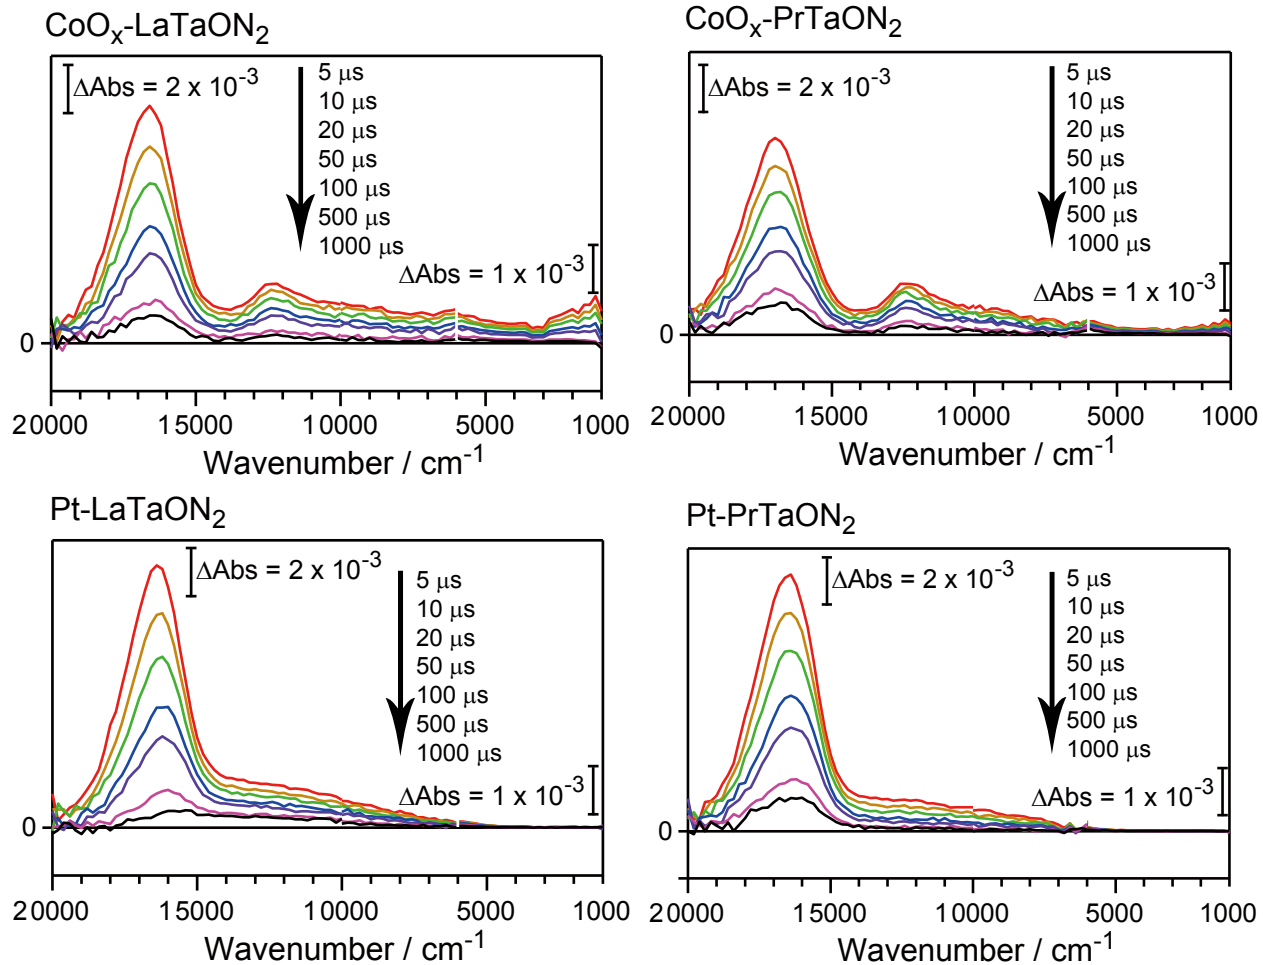 CoOx-LaTaON2
ΔAbs = 2 x 10-3
5 μs
10 μs
20 μs
50 μs
100 μs
500 μs
1000 μs
ΔAbs = 1 x 10-3
0
20000 15000 10000 5000 1000
Wavenumber / cm-1
CoOx-PrTaON2
ΔAbs = 2 x 10-3
5 μs
10 μs
20 μs
50 μs
100 μs
500 μs
1000 μs
ΔAbs = 1 x 10-3
0
20000 15000 10000 5000 1000
Wavenumber / cm-1
Pt-LaTaON2
ΔAbs = 2 x 10-3
5 μs
10 μs
20 μs
50 μs
100 μs
500 μs
1000 μs
ΔAbs = 1 x 10-3
0
20000 15000 10000 5000 1000
Wavenumber / cm-1
Pt-PrTaON2
ΔAbs = 2 x 10-3
5 μs
10 μs
20 μs
50 μs
100 μs
500 μs
1000 μs
ΔAbs = 1 x 10-3
0
20000 15000 10000 5000 1000
Wavenumber / cm-1